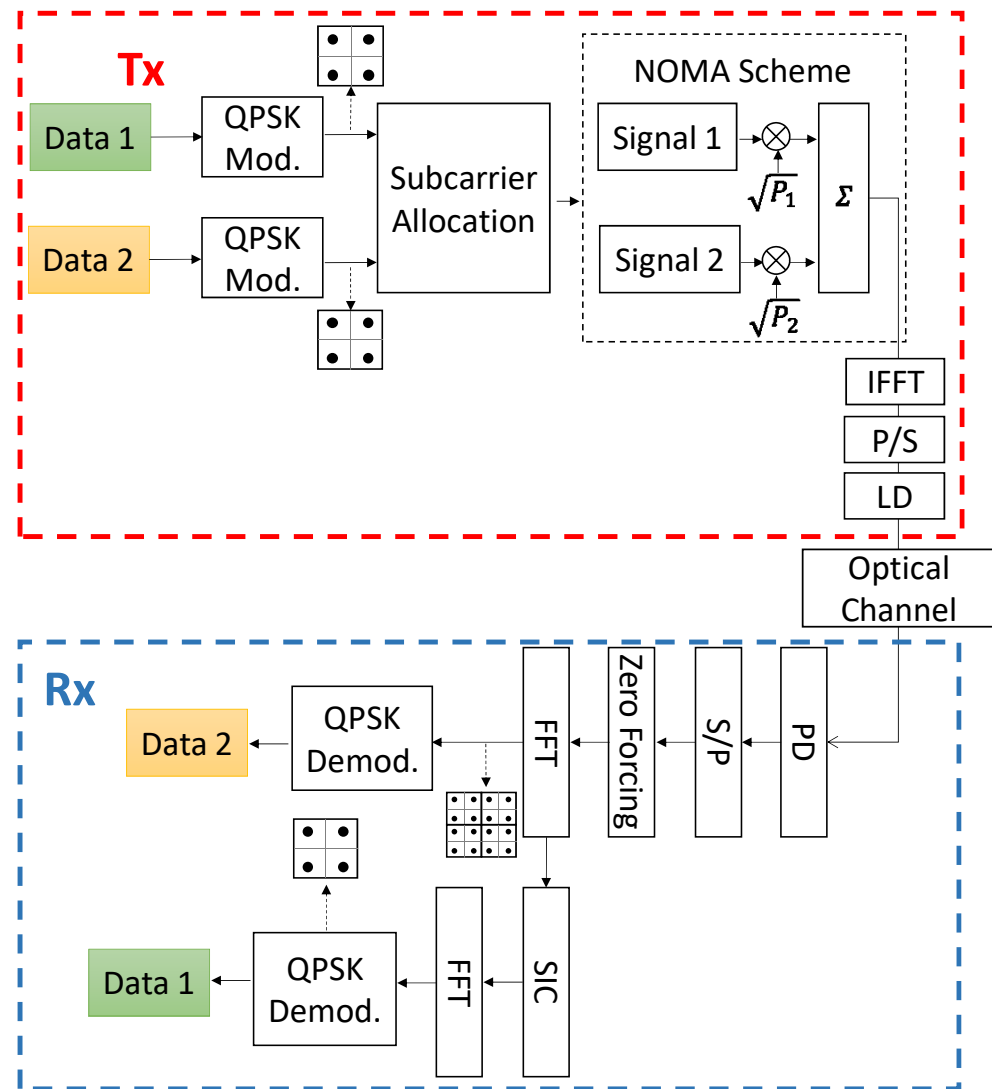 Tx
NOMA Scheme
Data 1
QPSK
Mod.
Subcarrier
Allocation
Signal 1
√P₁
Σ
Data 2
QPSK
Mod.
Signal 2
√P₂
IFFT
P/S
LD
Optical
Channel
Rx
Data 2
QPSK
Demod.
FFT
Zero Forcing
S/P
PD
Data 1
QPSK
Demod.
FFT
SIC